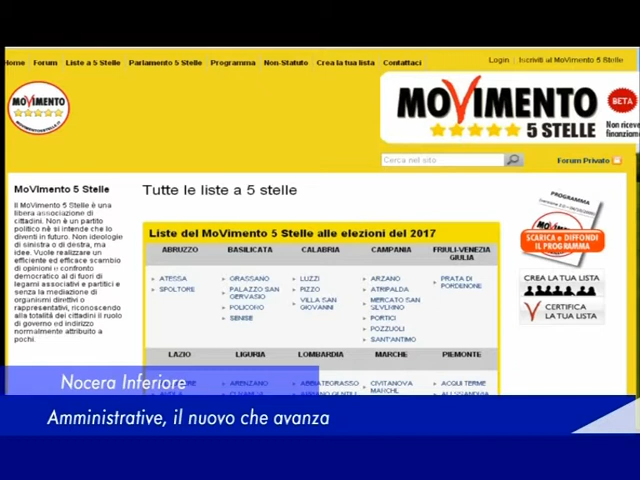 Home Forum Liste a 5 Stelle Parlamento 5 Stelle Programma Non-Statuto Crea la tua lista Contattaci
Login Iscriviti al MoVimento 5 Stelle
MOVIMENTO
MOVIMENTO
5 STELLE
BETA
Non riceve
finanziam
Cerca nel sito
Forum Privato
MoVimento 5 Stelle
Il MoVimento 5 Stelle è una
libera associazione di
cittadini. Non è un partito
politico nè si intende che lo
diventi in futuro. Non ideologie
di sinistra o di destra, ma
idee. Vuole realizzare un
efficiente ed efficace scambio
di opinioni e confronto
democratico al di fuori di
legami associativi e partitici e
senza la mediazione di
organismi direttivi o
rappresentativi, riconoscendo
alla totalità dei cittadini il ruolo
di governo ed indirizzo
normalmente attribuito a
pochi.
Tutte le liste a 5 stelle
Liste del MoVimento 5 Stelle alle elezioni del 2017
ABRUZZO BASILICATA CALABRIA CAMPANIA FRIULI-VENEZIA
GIULIA
ATESSA
SPOLTORE
GRASSANO
PALAZZO SAN
GERVASIO
POLICORO
SENISE
LUZZI
PIZZO
VILLA SAN
GIOVANNI
ARZANO
ATRIPALDA
MERCATO SAN
SEVERINO
PORTICI
POZZUOLI
SANT'ANTIMO
PRATA DI
PORDENONE
LAZIO LIGURIA LOMBARDIA MARCHE PIEMONTE
ARENZANO
ABBIATEGRASSO
CIVITANOVA
ACQUI TERME
ALESSANDRIA
PROGRAMMA
MOVIMENTO
SCARICA e DIFFONDI
IL PROGRAMMA
CREA LA TUA LISTA
CERTIFICA
LA TUA LISTA
Nocera Inferiore
Amministrative, il nuovo che avanza